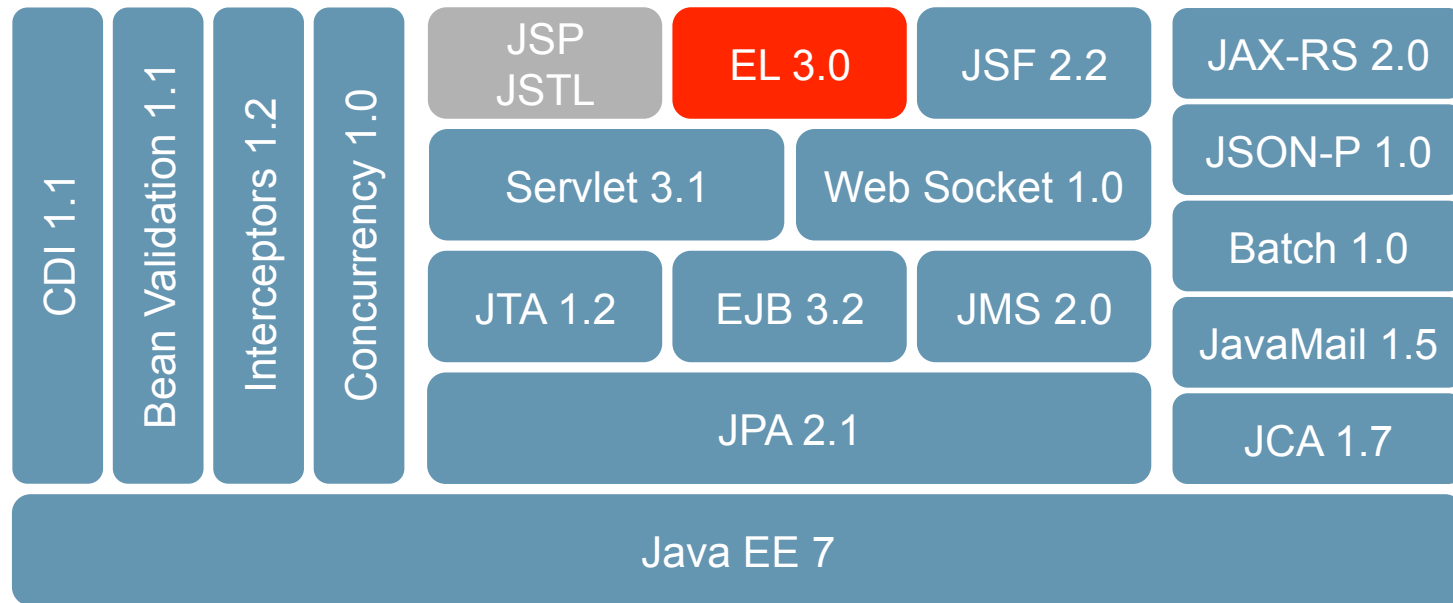 CDI 1.1
Bean Validation 1.1
Interceptors 1.2
Concurrency 1.0
JSP
JSTL
EL 3.0
JSF 2.2
Servlet 3.1
Web Socket 1.0
JTA 1.2
EJB 3.2
JMS 2.0
JPA 2.1
JAX-RS 2.0
JSON-P 1.0
Batch 1.0
JavaMail 1.5
JCA 1.7
Java EE 7